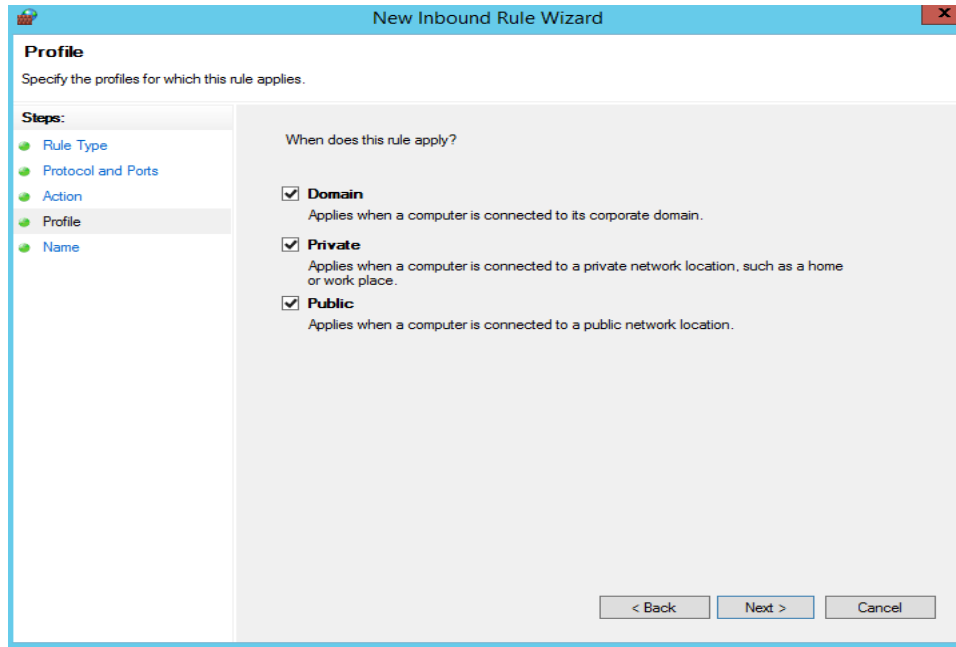 New Inbound Rule Wizard
x
Profile
Specify the profiles for which this rule applies.
Steps:
Rule Type
Protocol and Ports
Action
Profile
Name
When does this rule apply?
Domain
Applies when a computer is connected to its corporate domain.
Private
Applies when a computer is connected to a private network location, such as a home
or work place.
Public
Applies when a computer is connected to a public network location.
< Back
Next >
Cancel